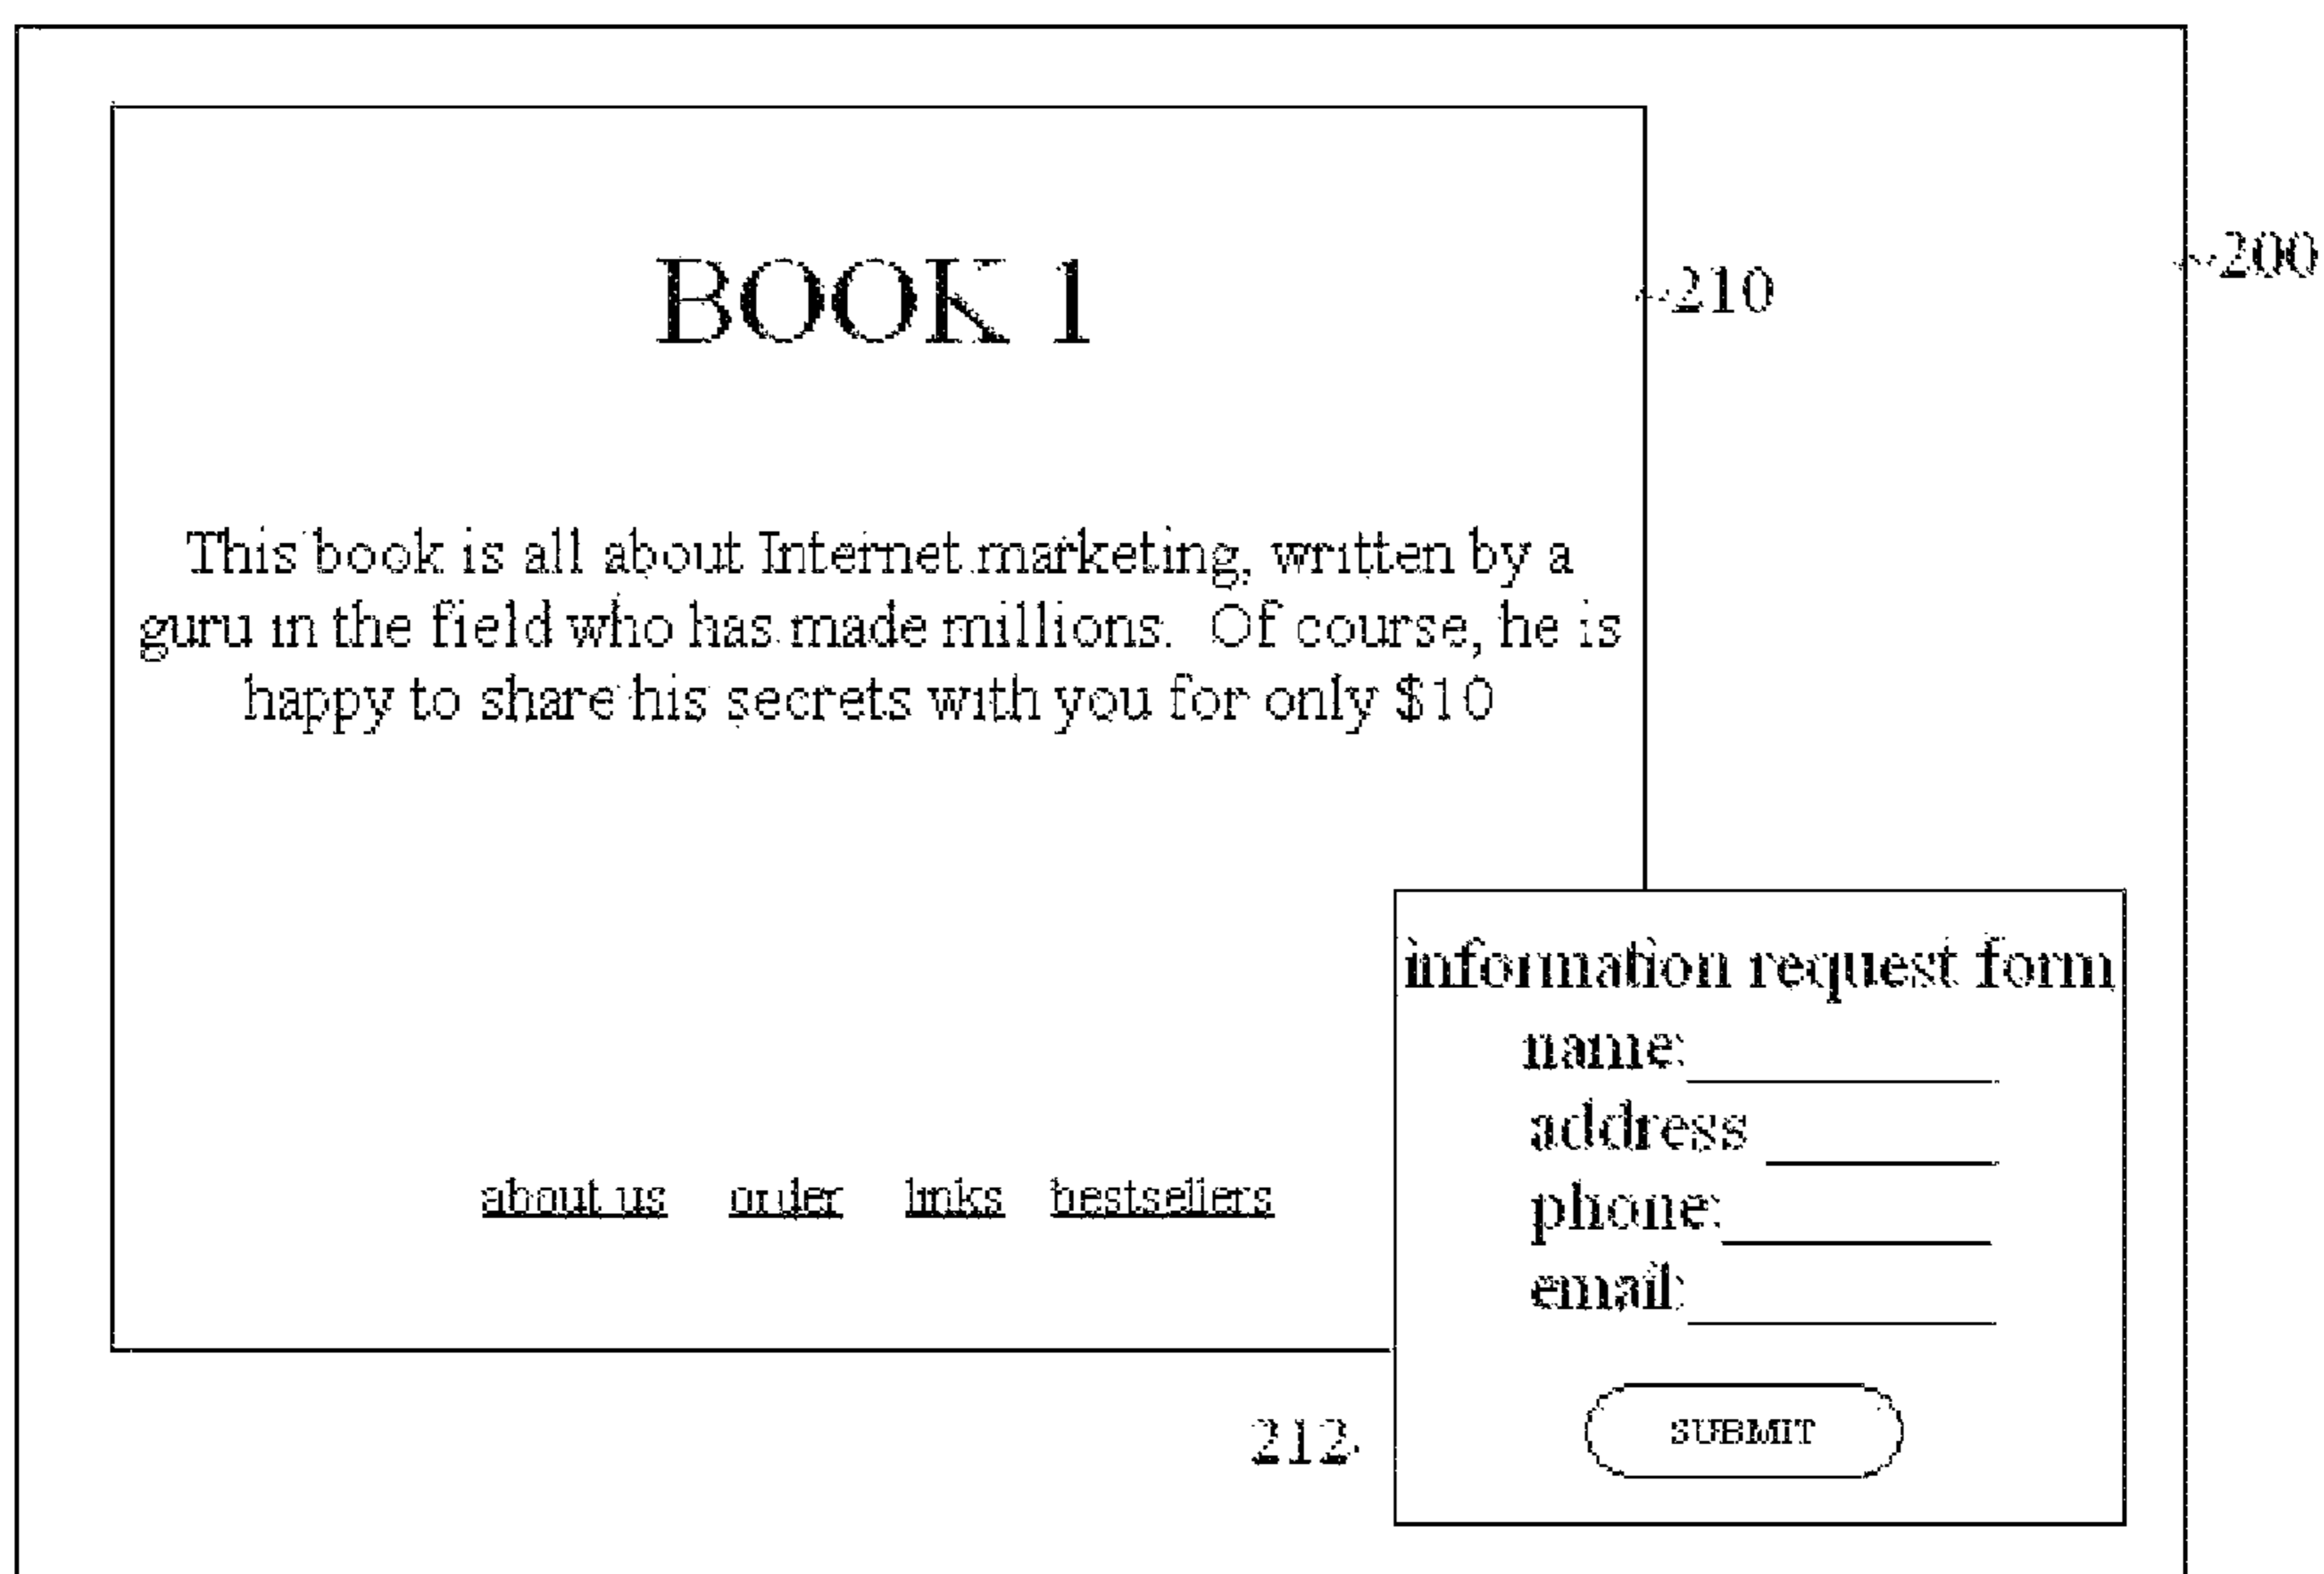 BOOK 1
~210
~200
This book is all about Internet marketing, written by a
guru in the field who has made millions.  Of course, he is
happy to share his secrets with you for only $10
about us order links bestsellers
information request form
name:
address
phone:
email:
SUBMIT
212